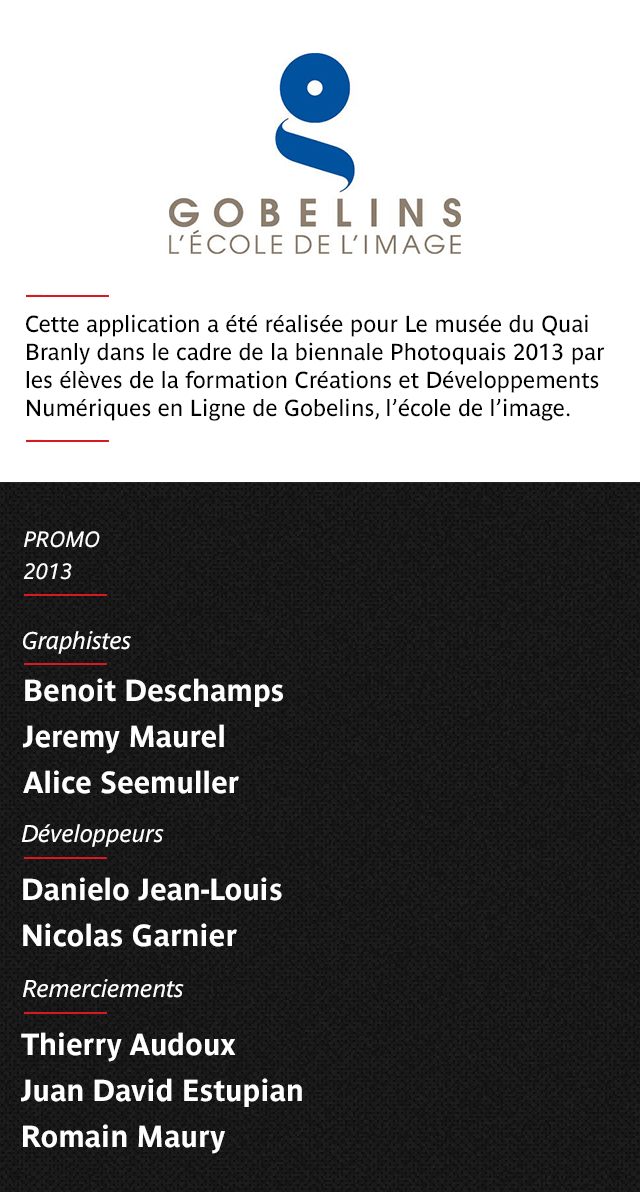 GOBELINS
L'ÉCOLE DE L'IMAGE
Cette application a été réalisée pour Le musée du Quai
Branly dans le cadre de la biennale Photoquais 2013 par
les élèves de la formation Créations et Développements
Numériques en Ligne de Gobelins, l'école de l'image.
PROMO
2013
Graphistes
Benoit Deschamps
Jeremy Maurel
Alice Seemuller
Développeurs
Danielo Jean-Louis
Nicolas Garnier
Remerciements
Thierry Audoux
Juan David Estupian
Romain Maury